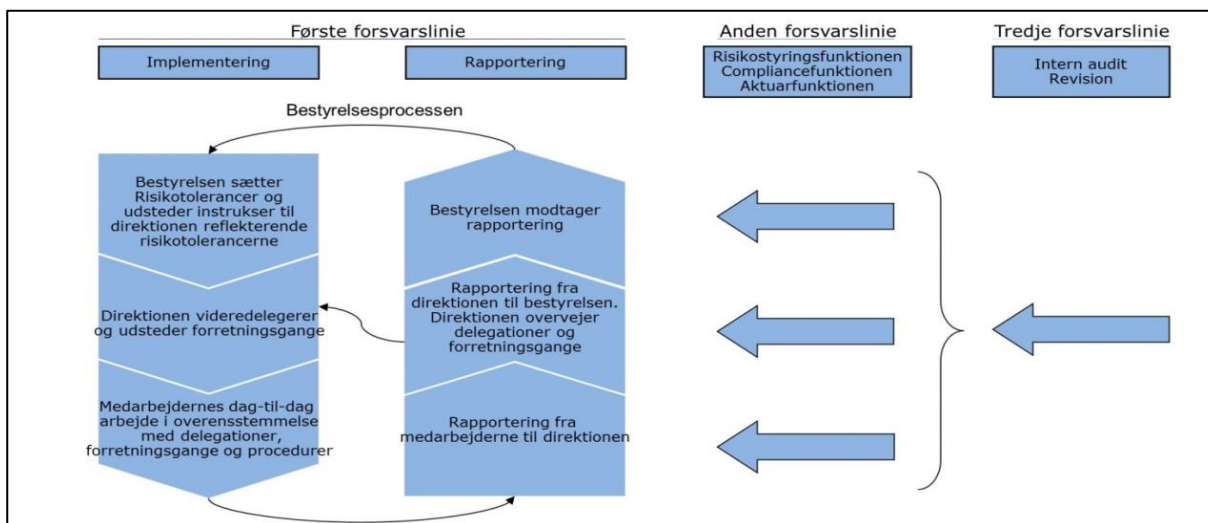 Første forsvarslinie
Anden forsvarslinie
Tredje forsvarslinie
Implementering
Rapportering
Risikostyringsfunktionen
Compliancefunktionen
Aktuarfunktionen
Intern audit
Revision
Bestyrelsesprocessen
Bestyrelsen sætter
Risikotolerancer og
udsteder instrukser til
direktionen reflekterende
risikotolerancerne
Direktionen videredelegerer
og udsteder forretningsgange
Medarbejdernes dag-til-dag
arbejde i overensstemmelse
med delegationer,
forretningsgange og procedurer
Bestyrelsen modtager
rapportering
Rapportering fra
direktionen til bestyrelsen.
Direktionen overvejer
delegationer og
forretningsgange
Rapportering fra
medarbejderne til direktionen